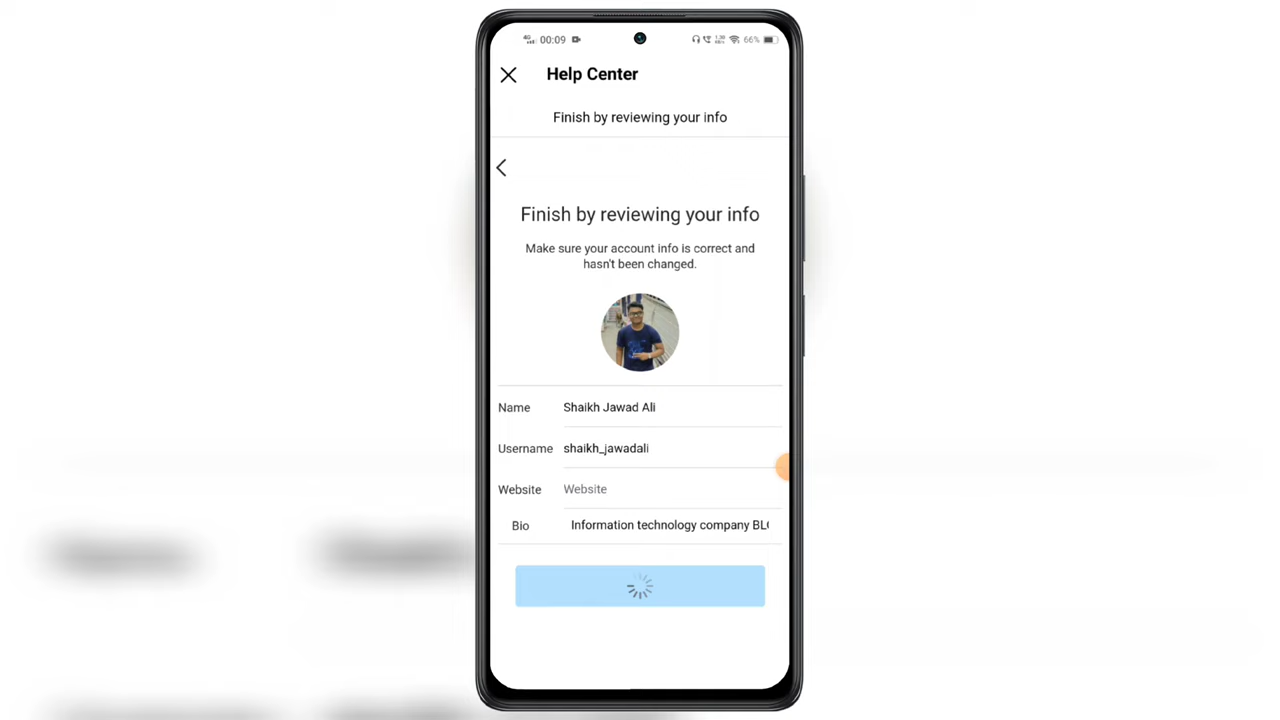 4G 00:09 66%
Help Center
Finish by reviewing your info
Finish by reviewing your info
Make sure your account info is correct and
hasn't been changed.
Name Shaikh Jawad Ali
Username shaikh_jawadali
Website Website
Bio Information technology company BL